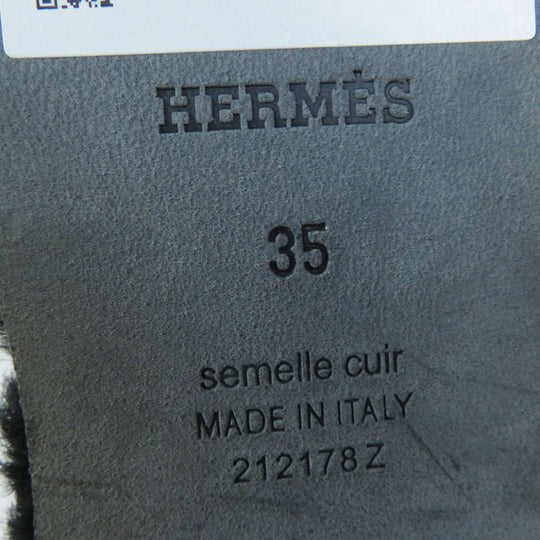 HERMÈS
35
semelle cuir
MADE IN ITALY
212178Z